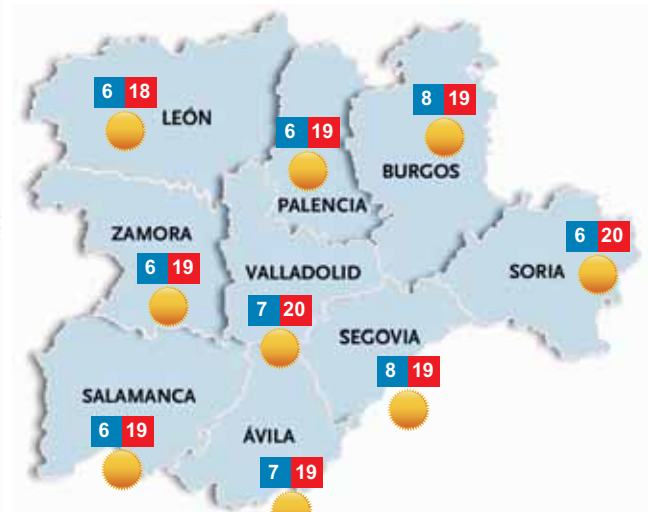 6 18
LEÓN
8 19
BURGOS
6 19
PALENCIA
ZAMORA
6 19
VALLADOLID
7 20
6 20
SORIA
SEGOVIA
8 19
SALAMANCA
6 19
ÁVILA
7 19